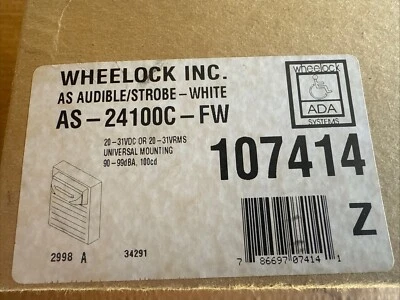 WHEELOCK INC.
AS AUDIBLE/STROBE-WHITE
AS-24100C-FW
20-31VDC OR 20-31VRMS
UNIVERSAL MOUNTING
90-99dBA, 100cd
wheelock
ADA
SYSTEMS
107414
Z
2998 A
34291
7 86697 07414 1